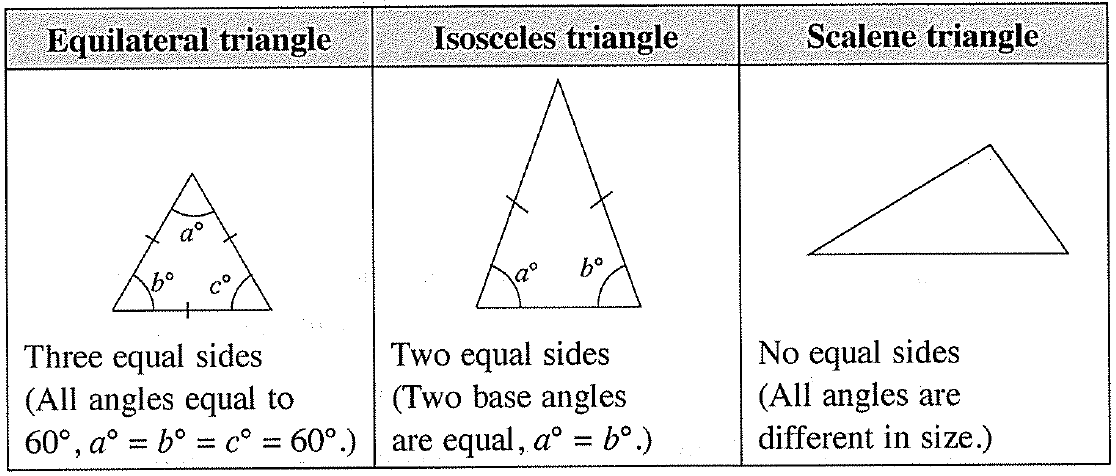 Equilateral triangle
a°
b° c°
Three equal sides
(All angles equal to
60°, a° = b° = c° = 60°.)
Isosceles triangle
a° b°
Two equal sides
(Two base angles
are equal, a° = b°.)
Scalene triangle
No equal sides
(All angles are
different in size.)